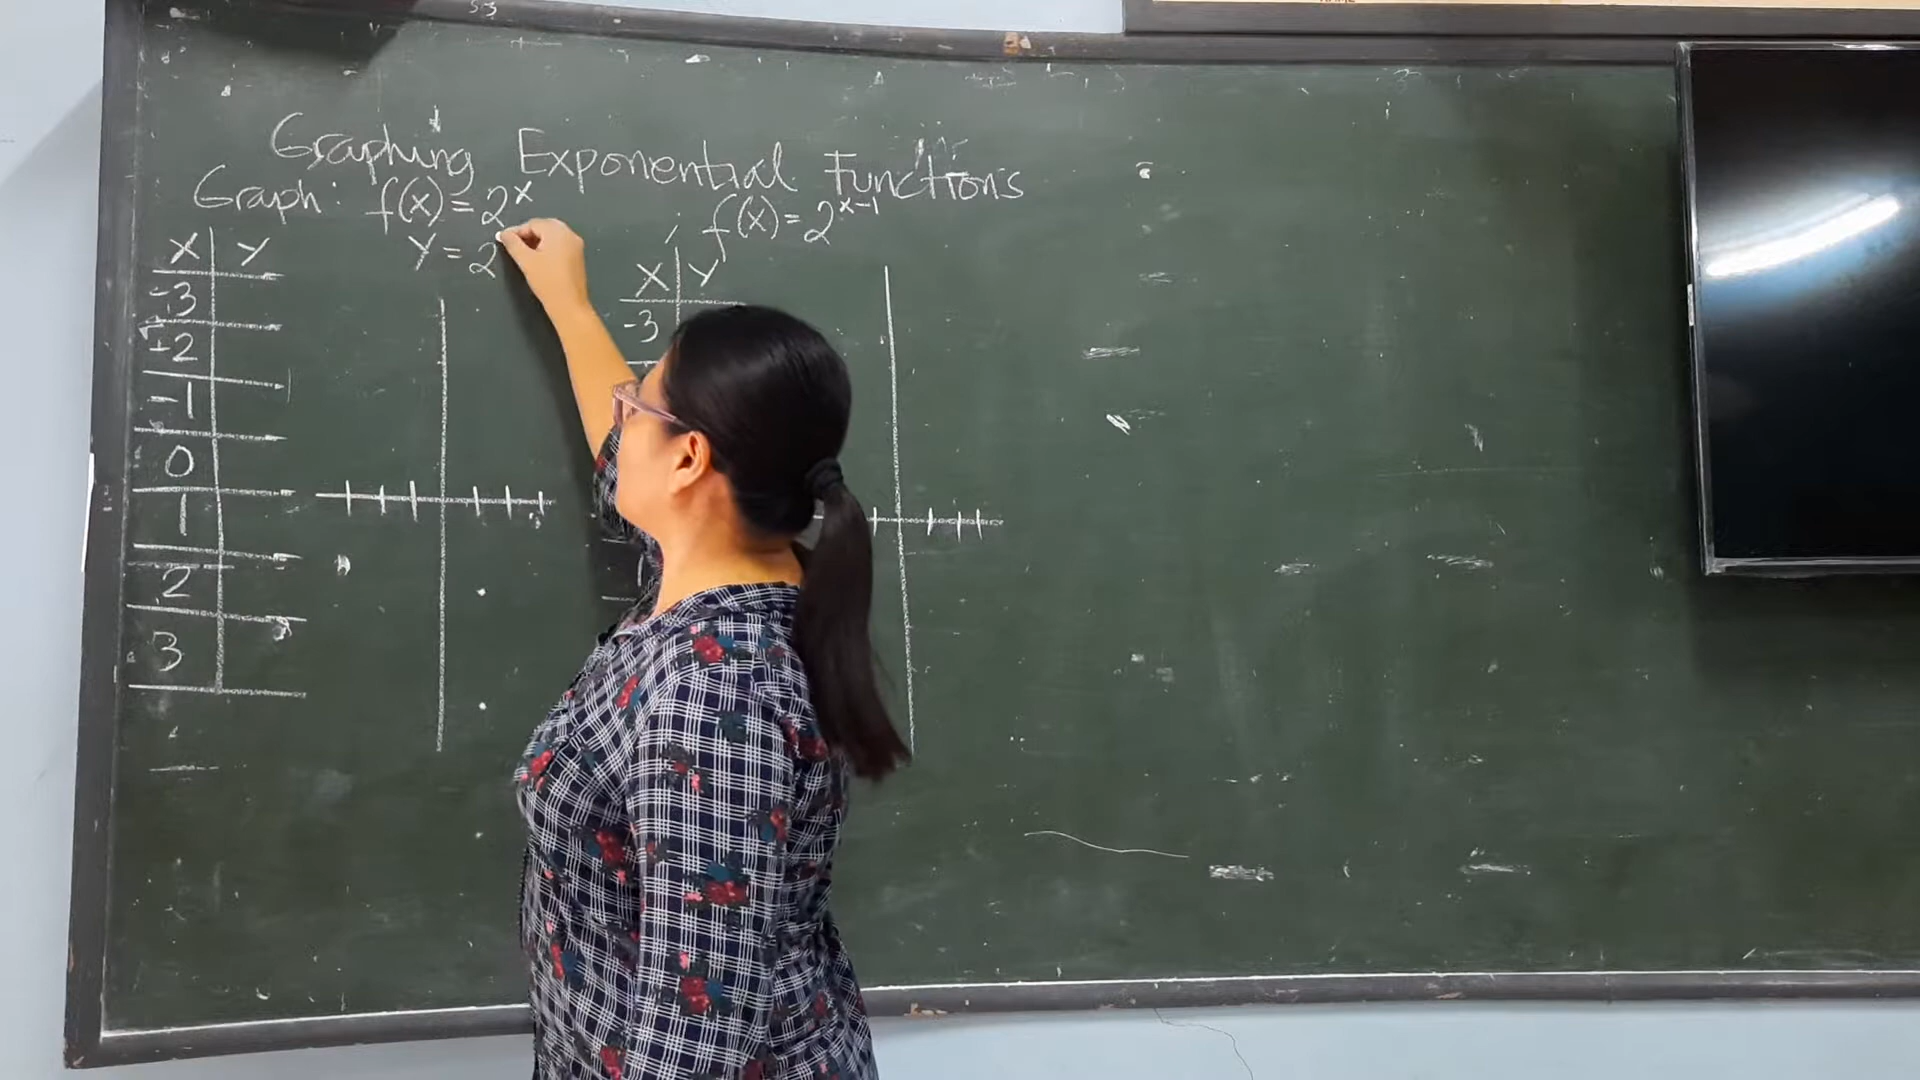 Graphing Exponential Functions
Graph: f(x) = 2^x ; f(x) = 2^{x-1}
y = 2
X Y
-3
-2
-1
0
1
2
3
X Y
-3